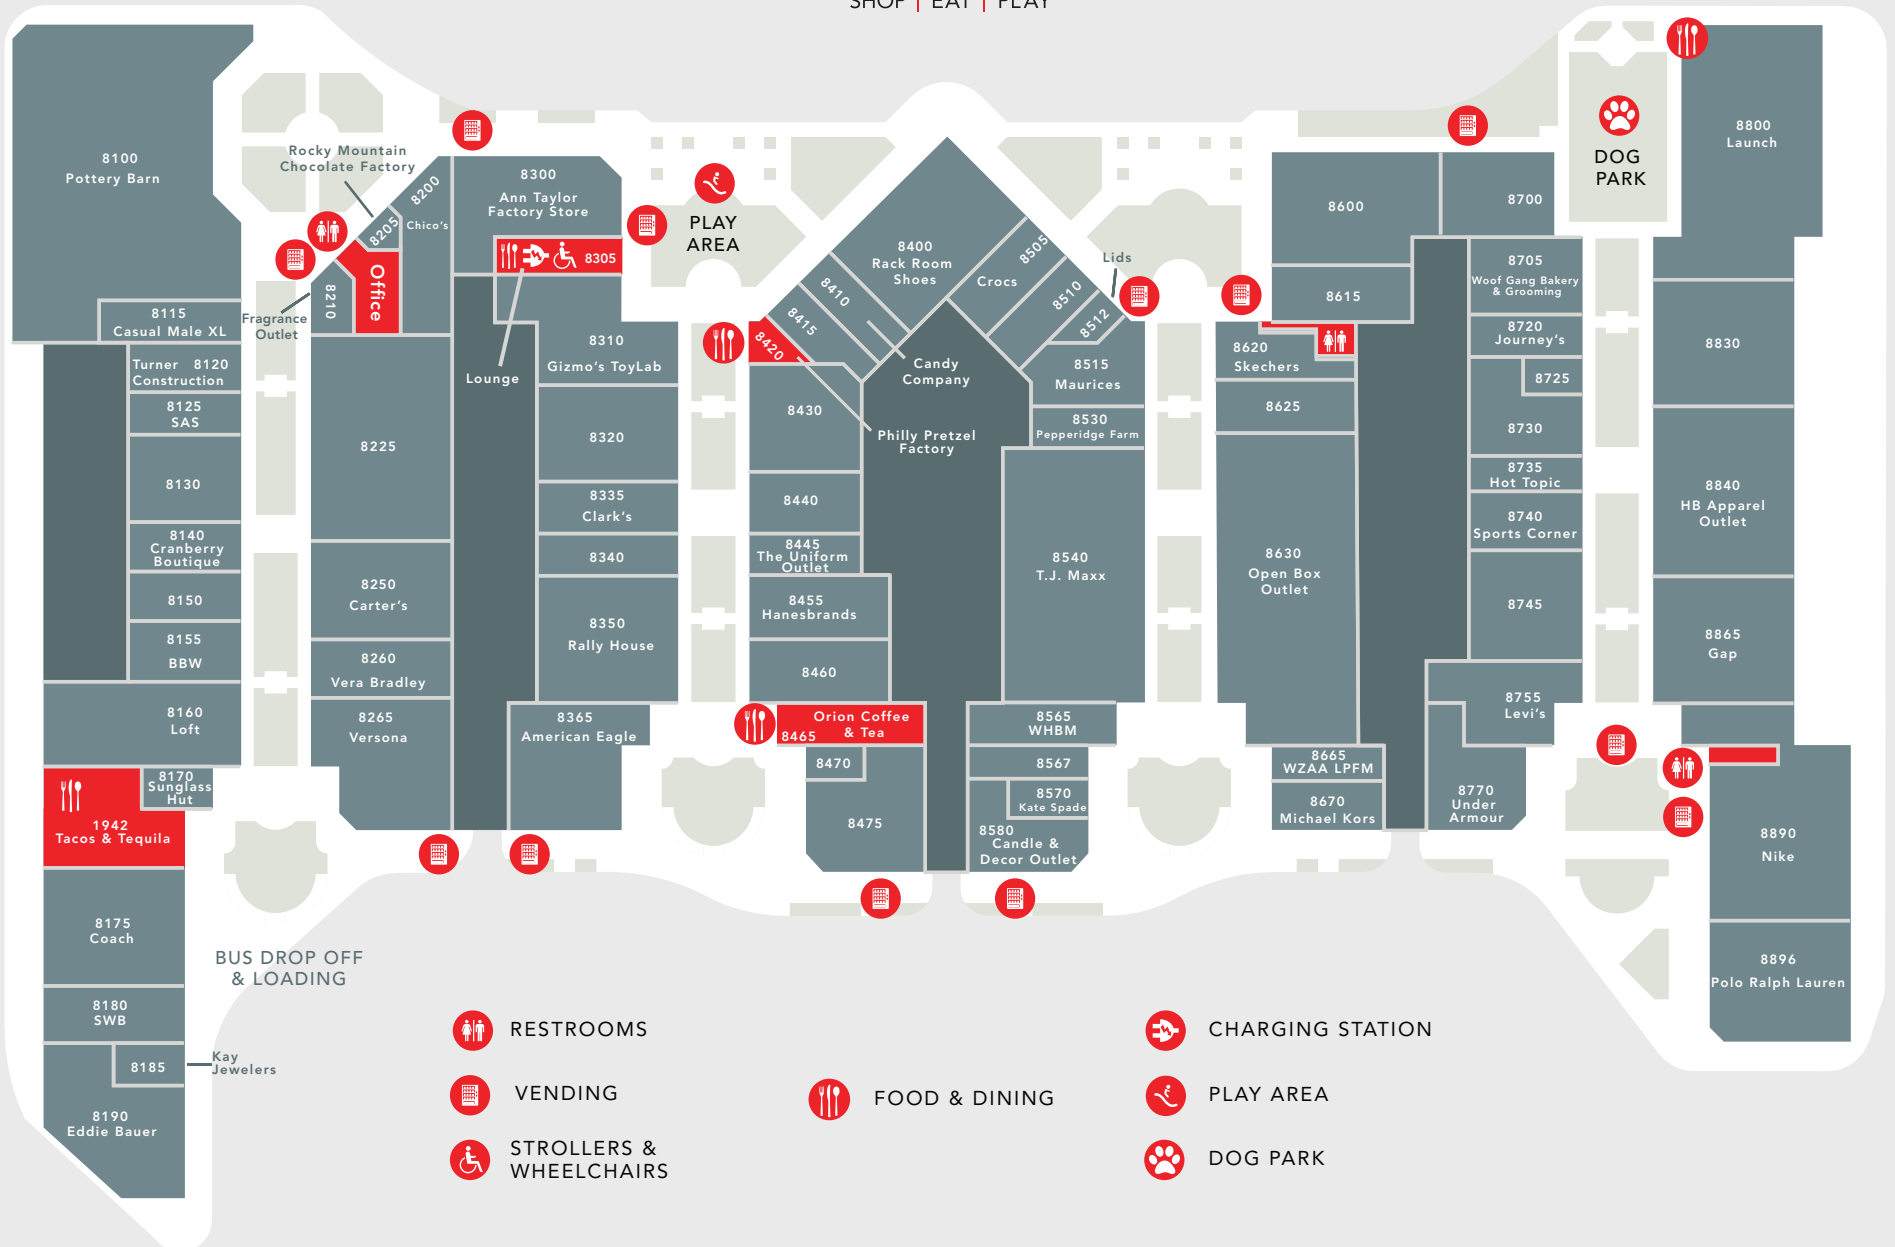 SHOP | EAT | PLAY
8100
Pottery Barn
Rocky Mountain
Chocolate Factory
8200
Chico's
8205
Office
8210
Fragrance
Outlet
8115
Casual Male XL
Turner 8120
Construction
8125
SAS
8130
8140
Cranberry
Boutique
8150
8155
BBW
8160
Loft
8170
Sunglass
Hut
1942
Tacos & Tequila
8175
Coach
8180
SWB
8185
Kay
Jewelers
8190
Eddie Bauer
BUS DROP OFF
& LOADING
8225
8250
Carter's
8260
Vera Bradley
8265
Versona
8300
Ann Taylor
Factory Store
8305
Lounge
8310
Gizmo's ToyLab
8320
8335
Clark's
8340
8350
Rally House
8365
American Eagle
PLAY
AREA
8400
Rack Room
Shoes
8410
8415
8420
Candy
Company
Philly Pretzel
Factory
8430
8440
8445
The Uniform
Outlet
8455
Hanesbrands
8460
Orion Coffee
& Tea
8465
8470
8475
8505
Crocs
8510
8512
Lids
8515
Maurices
8530
Pepperidge Farm
8540
T.J. Maxx
8565
WHBM
8567
8570
Kate Spade
8580
Candle &
Decor Outlet
8600
8615
8620
Skechers
8625
8630
Open Box
Outlet
8665
WZAA LPFM
8670
Michael Kors
8700
8705
Woof Gang Bakery
& Grooming
8720
Journey's
8725
8730
8735
Hot Topic
8740
Sports Corner
8745
8755
Levi's
8770
Under
Armour
DOG
PARK
8800
Launch
8830
8840
HB Apparel
Outlet
8865
Gap
8890
Nike
8896
Polo Ralph Lauren
RESTROOMS
VENDING
STROLLERS &
WHEELCHAIRS
FOOD & DINING
CHARGING STATION
PLAY AREA
DOG PARK